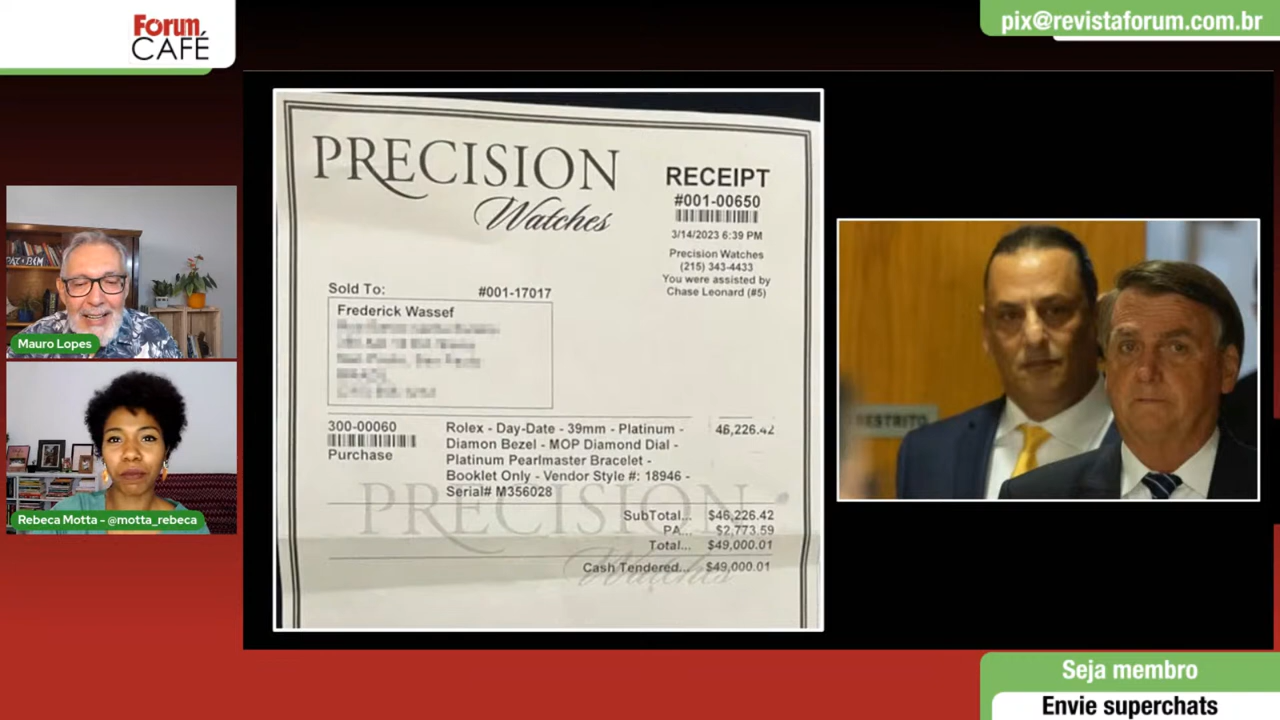 Forum
CAFÉ
pix@revistaforum.com.br
PRECISION
Watches
RECEIPT
#001-00650
3/14/2023 6:39 PM
Precision Watches
(215) 343-4433
You were assisted by
Chase Leonard (#5)
Sold To: #001-17017
Frederick Wassef
300-00060
Purchase
Rolex - Day-Date - 39mm - Platinum -
Diamon Bezel - MOP Diamond Dial -
Platinum Pearlmaster Bracelet -
Booklet Only - Vendor Style #: 18946 -
Serial# M356028
46,226.42
PRECISION
Watches
SubTotal... $46,226.42
PA... $2,773.59
Total... $49,000.01
Cash Tendered... $49,000.01
RESTRITO
Mauro Lopes
Rebeca Motta - @motta_rebeca
Seja membro
Envie superchats